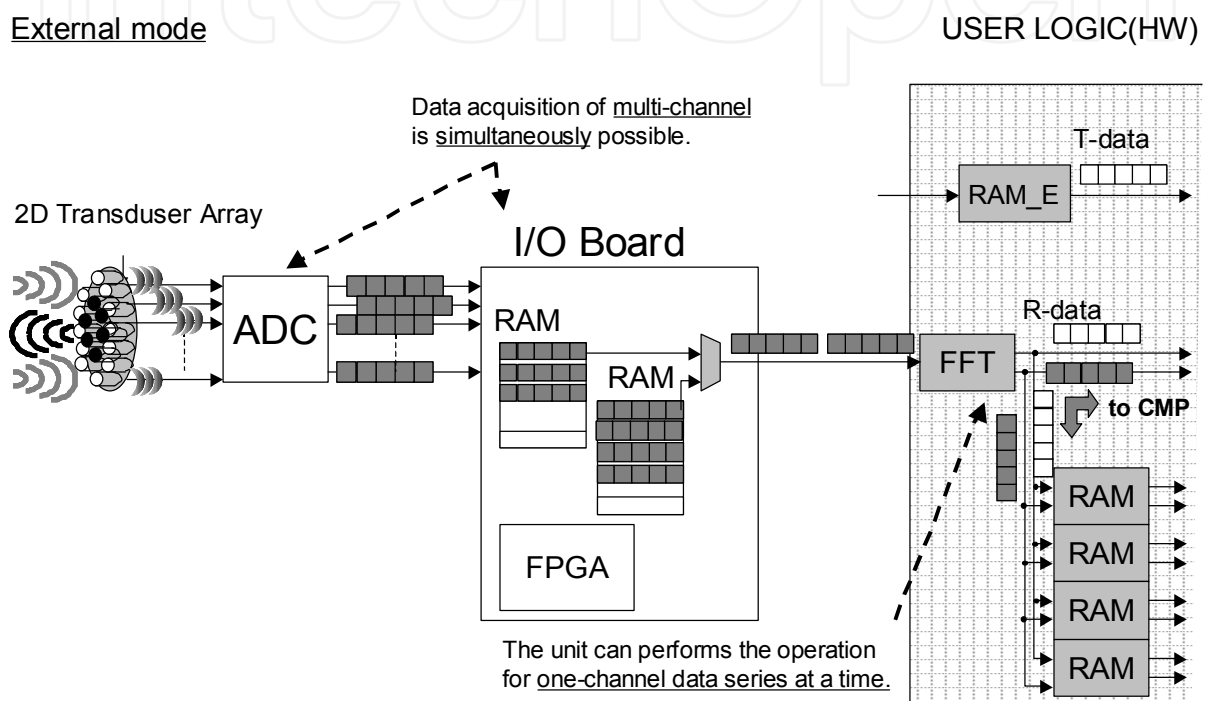 External mode
USER LOGIC(HW)
Data acquisition of multi-channel
is simultaneously possible.
T-data
RAM_E
2D Transduser Array
I/O Board
R-data
ADC
RAM
RAM
FFT
to CMP
RAM
FPGA
RAM
RAM
The unit can performs the operation
for one-channel data series at a time.
RAM